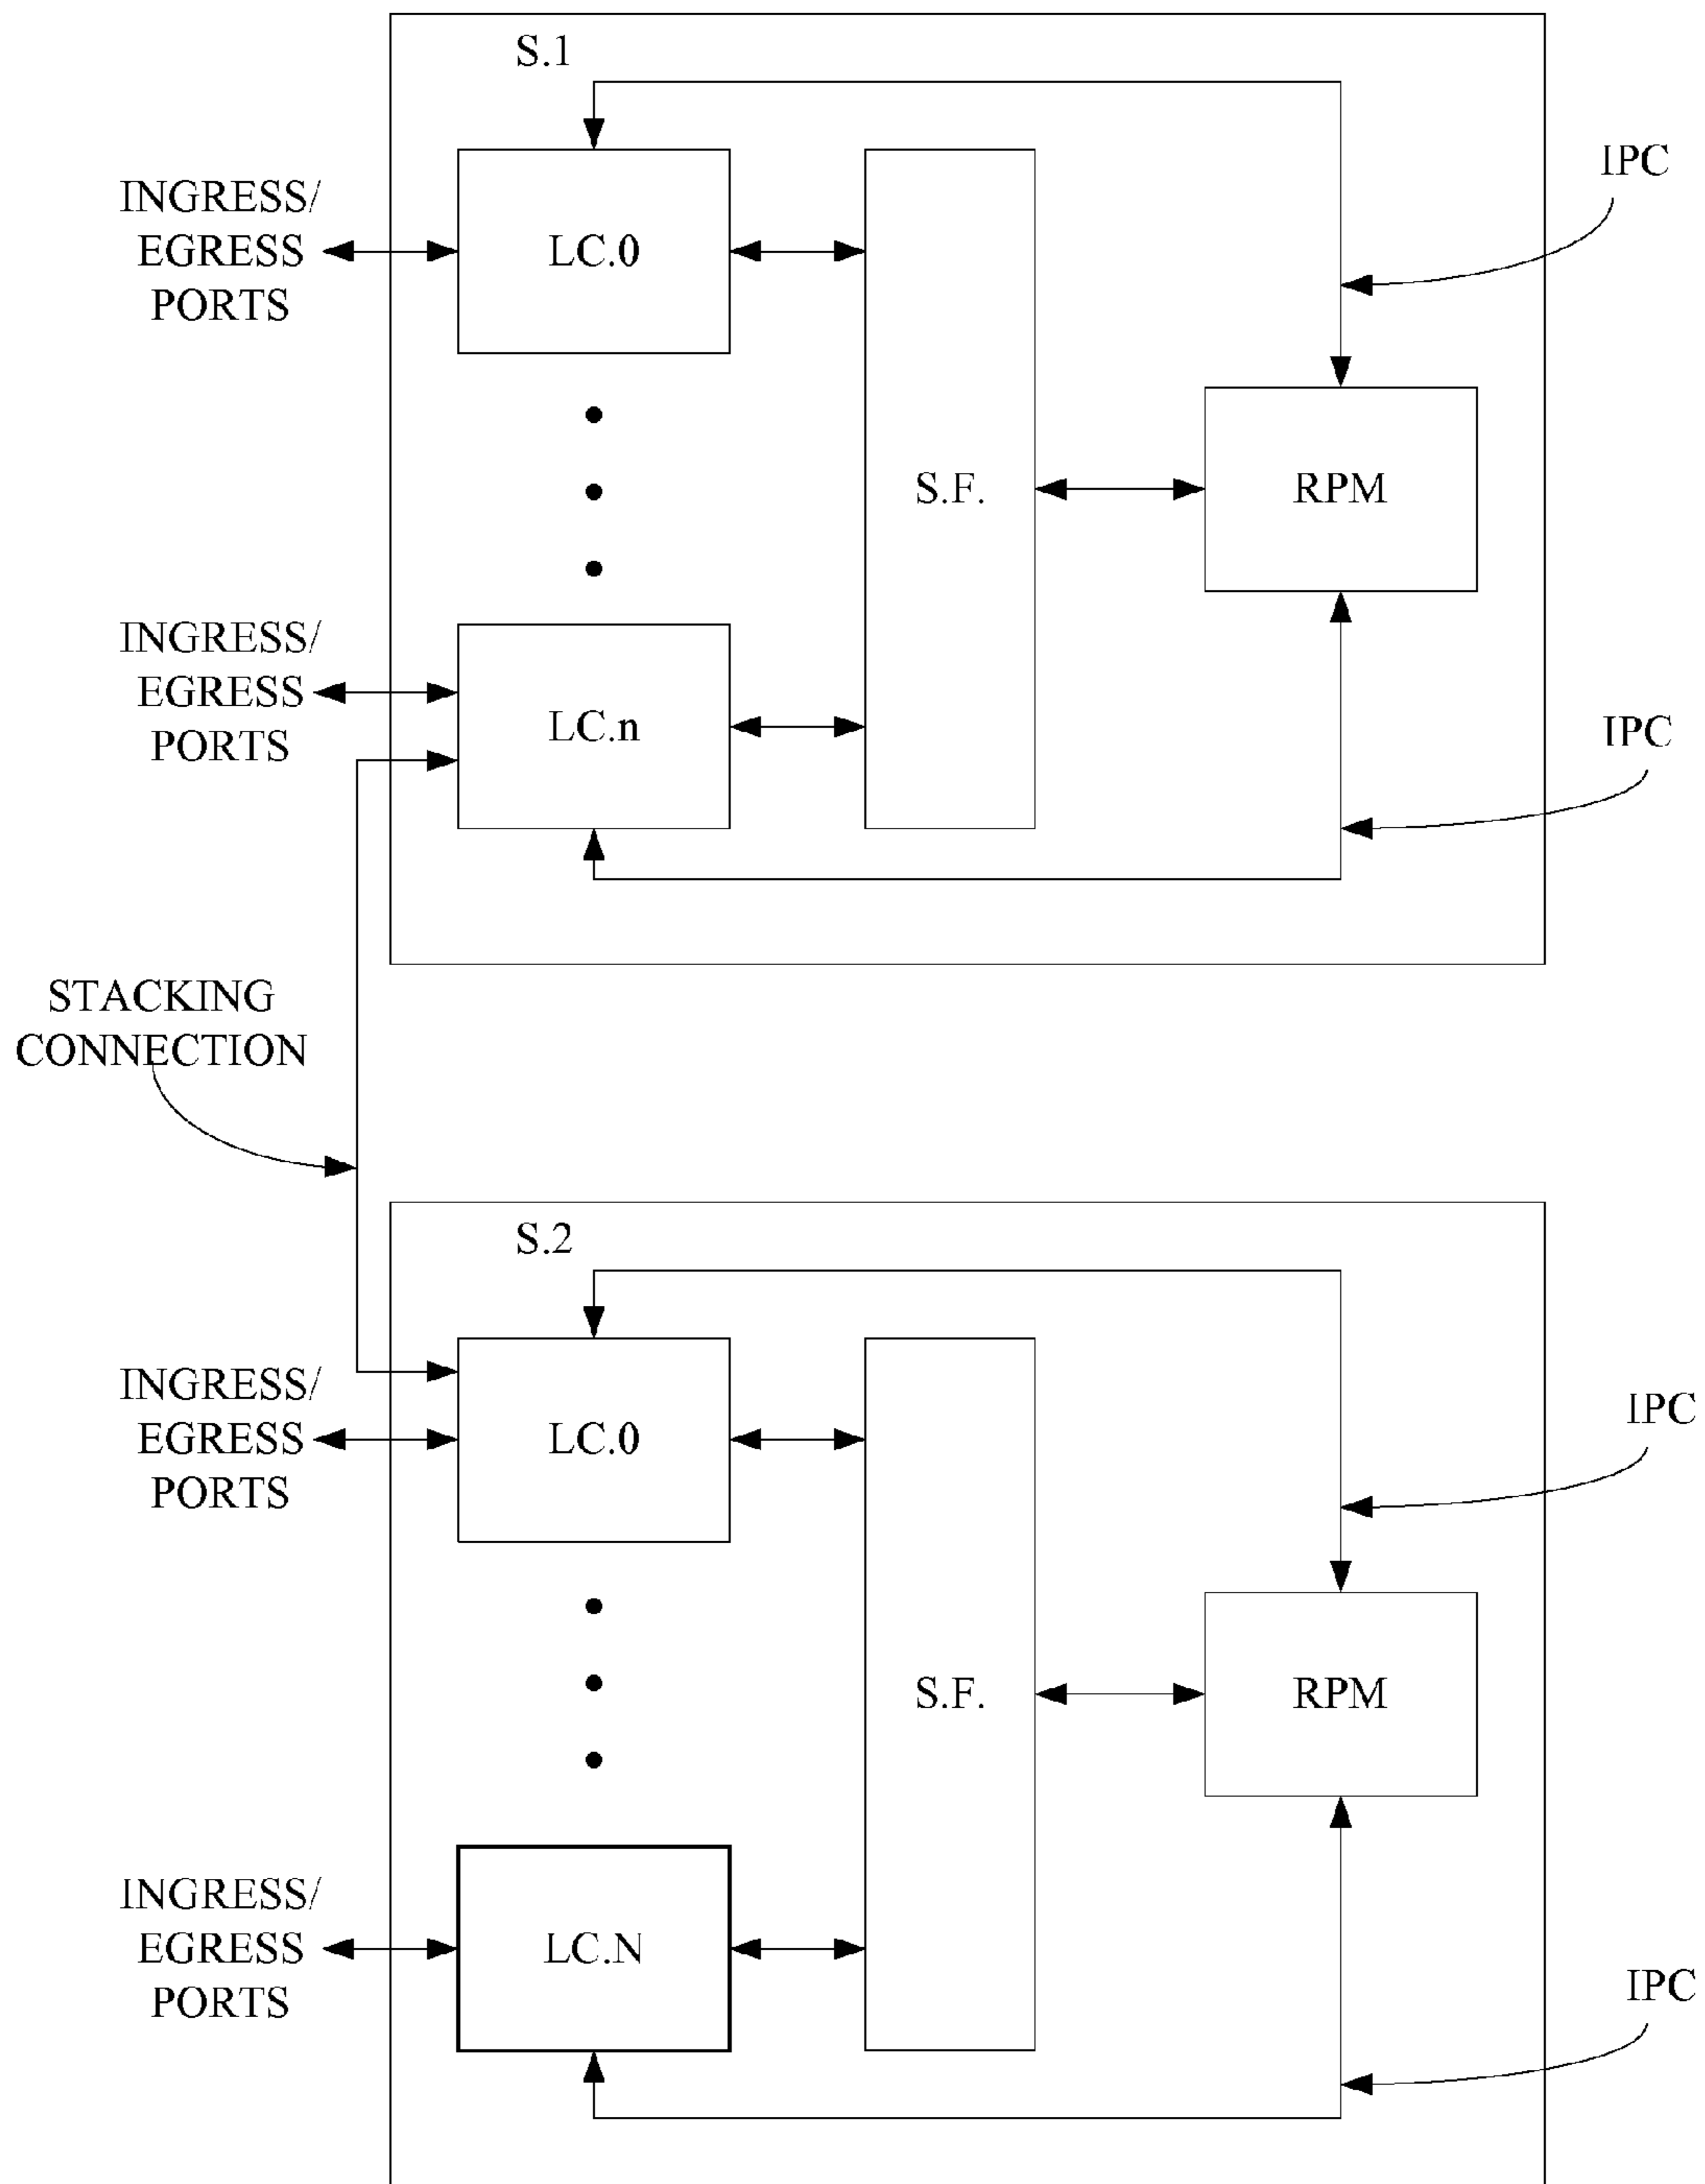 S.1
IPC
INGRESS/
EGRESS
PORTS
LC.0
S.F.
RPM
INGRESS/
EGRESS
PORTS
LC.n
IPC
STACKING
CONNECTION
S.2
INGRESS/
EGRESS
PORTS
LC.0
IPC
S.F.
RPM
INGRESS/
EGRESS
PORTS
LC.N
IPC